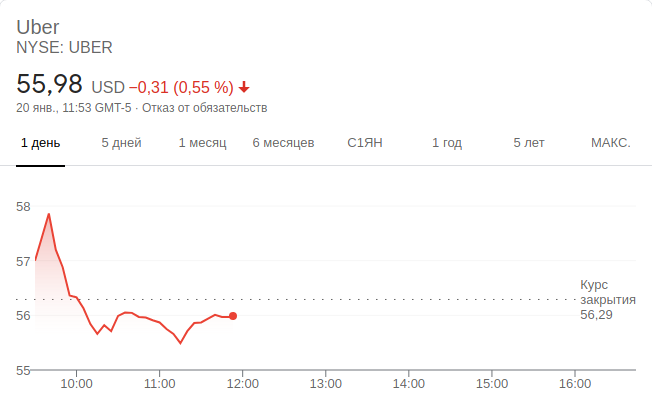 Uber
NYSE: UBER
55,98 USD −0,31 (0,55 %)
20 янв., 11:53 GMT-5 · Отказ от обязательств
1 день 5 дней 1 месяц 6 месяцев С1ЯН 1 год 5 лет МАКС.
58
57
56
55
Курс
закрытия
56,29
10:00 11:00 12:00 13:00 14:00 15:00 16:00